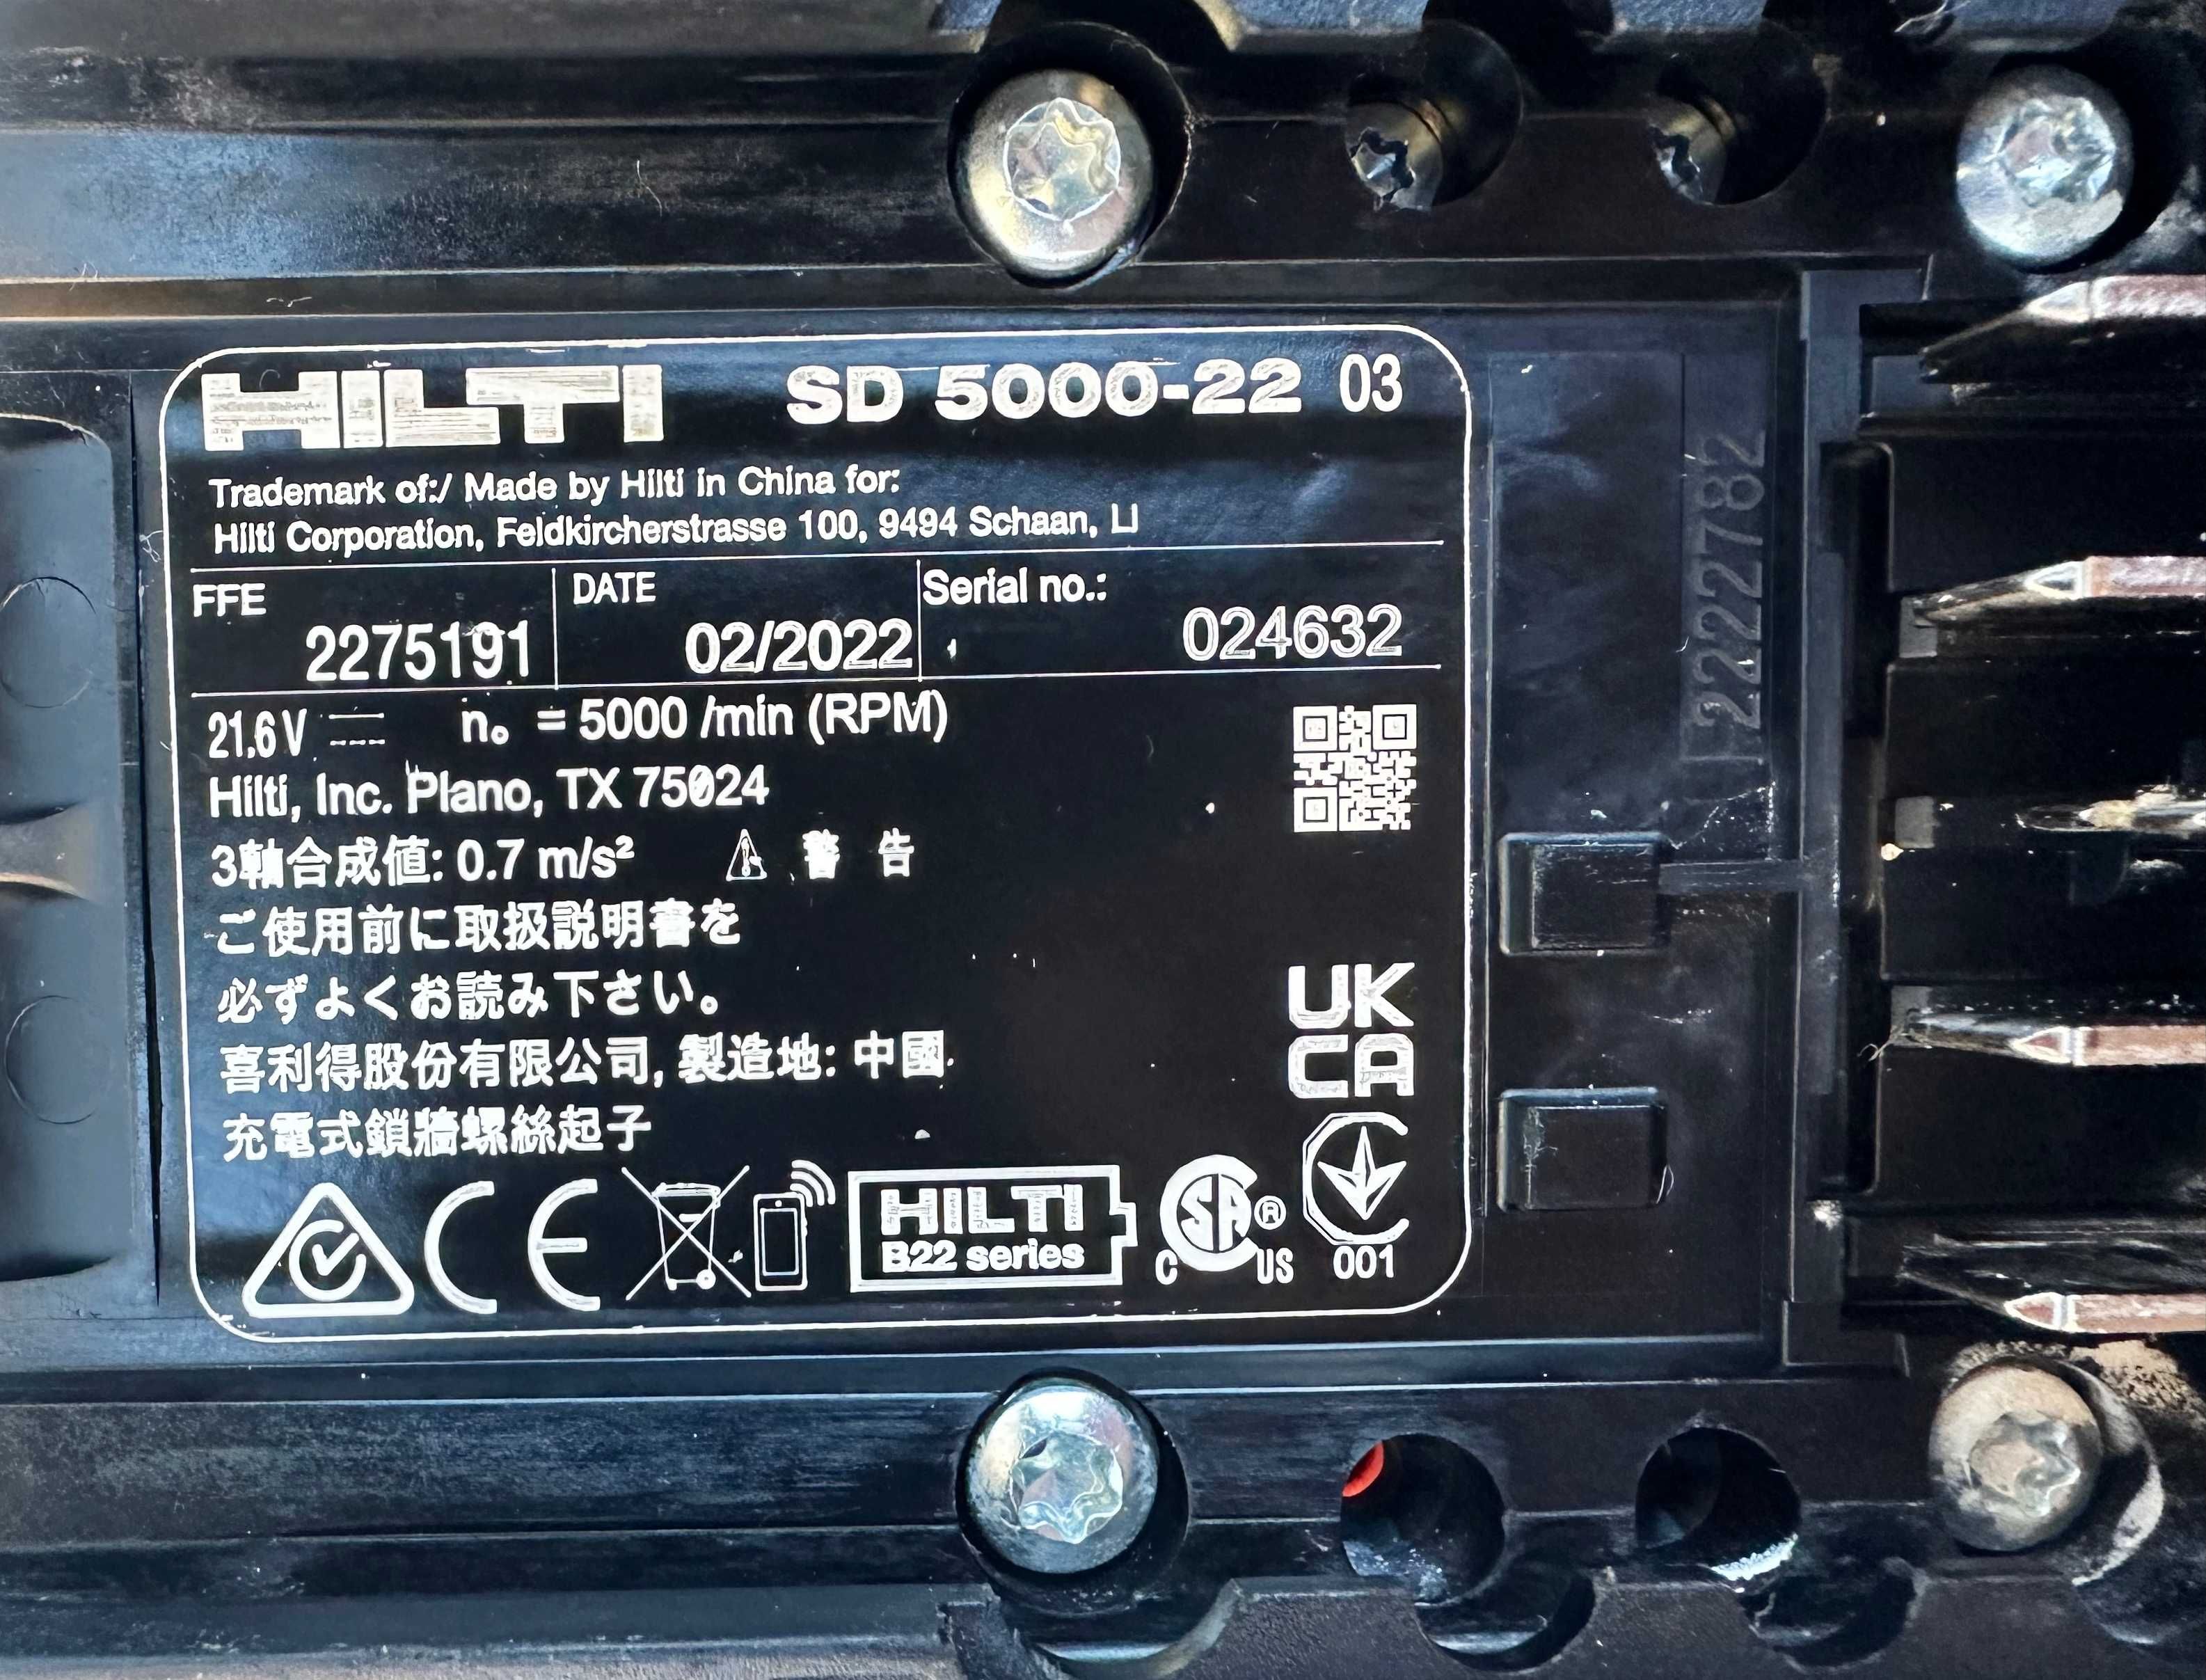 HILTI SD 5000-22 03
Trademark of:/ Made by Hilti in China for:
Hilti Corporation, Feldkircherstrasse 100, 9494 Schaan, LI
FFE DATE Serial no.:
2275191 02/2022 024632
21.6 V n₀ = 5000 /min (RPM)
Hilti, Inc. Plano, TX 75024
3軸合成値: 0.7 m/s² 警 告
ご使用前に取扱説明書を
必ずよくお読み下さい。
喜利得股份有限公司, 製造地: 中國
充電式鎖牆螺絲起子
UK
CA
CE
HILTI
B22 series
C SA ® C US
001
2222782